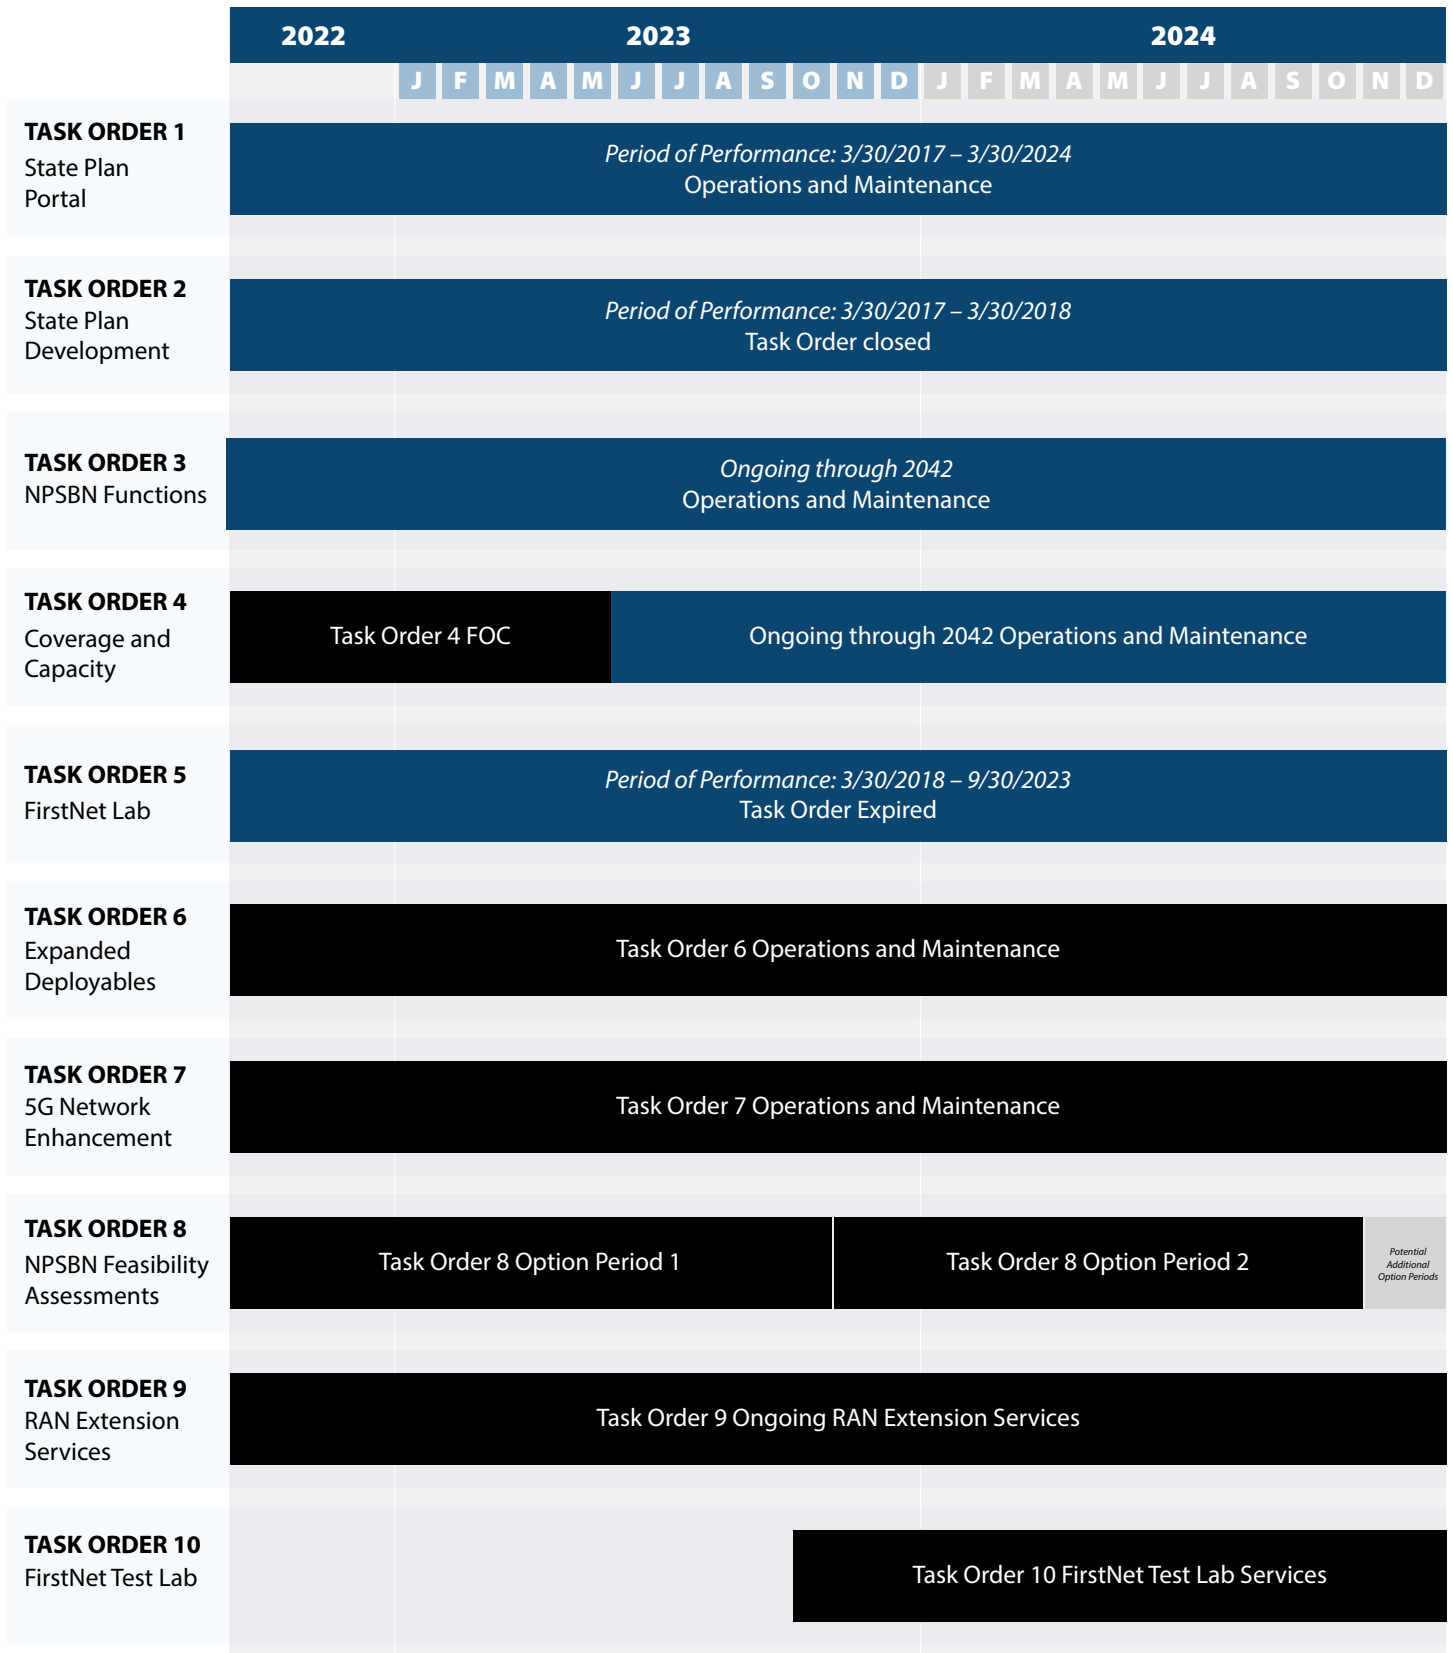 2022 2023 2024
J F M A M J J A S O N D J F M A M J J A S O N D
TASK ORDER 1
State Plan
Portal
Period of Performance: 3/30/2017 – 3/30/2024
Operations and Maintenance
TASK ORDER 2
State Plan
Development
Period of Performance: 3/30/2017 – 3/30/2018
Task Order closed
TASK ORDER 3
NPSBN Functions
Ongoing through 2042
Operations and Maintenance
TASK ORDER 4
Coverage and
Capacity
Task Order 4 FOC
Ongoing through 2042 Operations and Maintenance
TASK ORDER 5
FirstNet Lab
Period of Performance: 3/30/2018 – 9/30/2023
Task Order Expired
TASK ORDER 6
Expanded
Deployables
Task Order 6 Operations and Maintenance
TASK ORDER 7
5G Network
Enhancement
Task Order 7 Operations and Maintenance
TASK ORDER 8
NPSBN Feasibility
Assessments
Task Order 8 Option Period 1
Task Order 8 Option Period 2
Potential
Additional
Option Periods
TASK ORDER 9
RAN Extension
Services
Task Order 9 Ongoing RAN Extension Services
TASK ORDER 10
FirstNet Test Lab
Task Order 10 FirstNet Test Lab Services